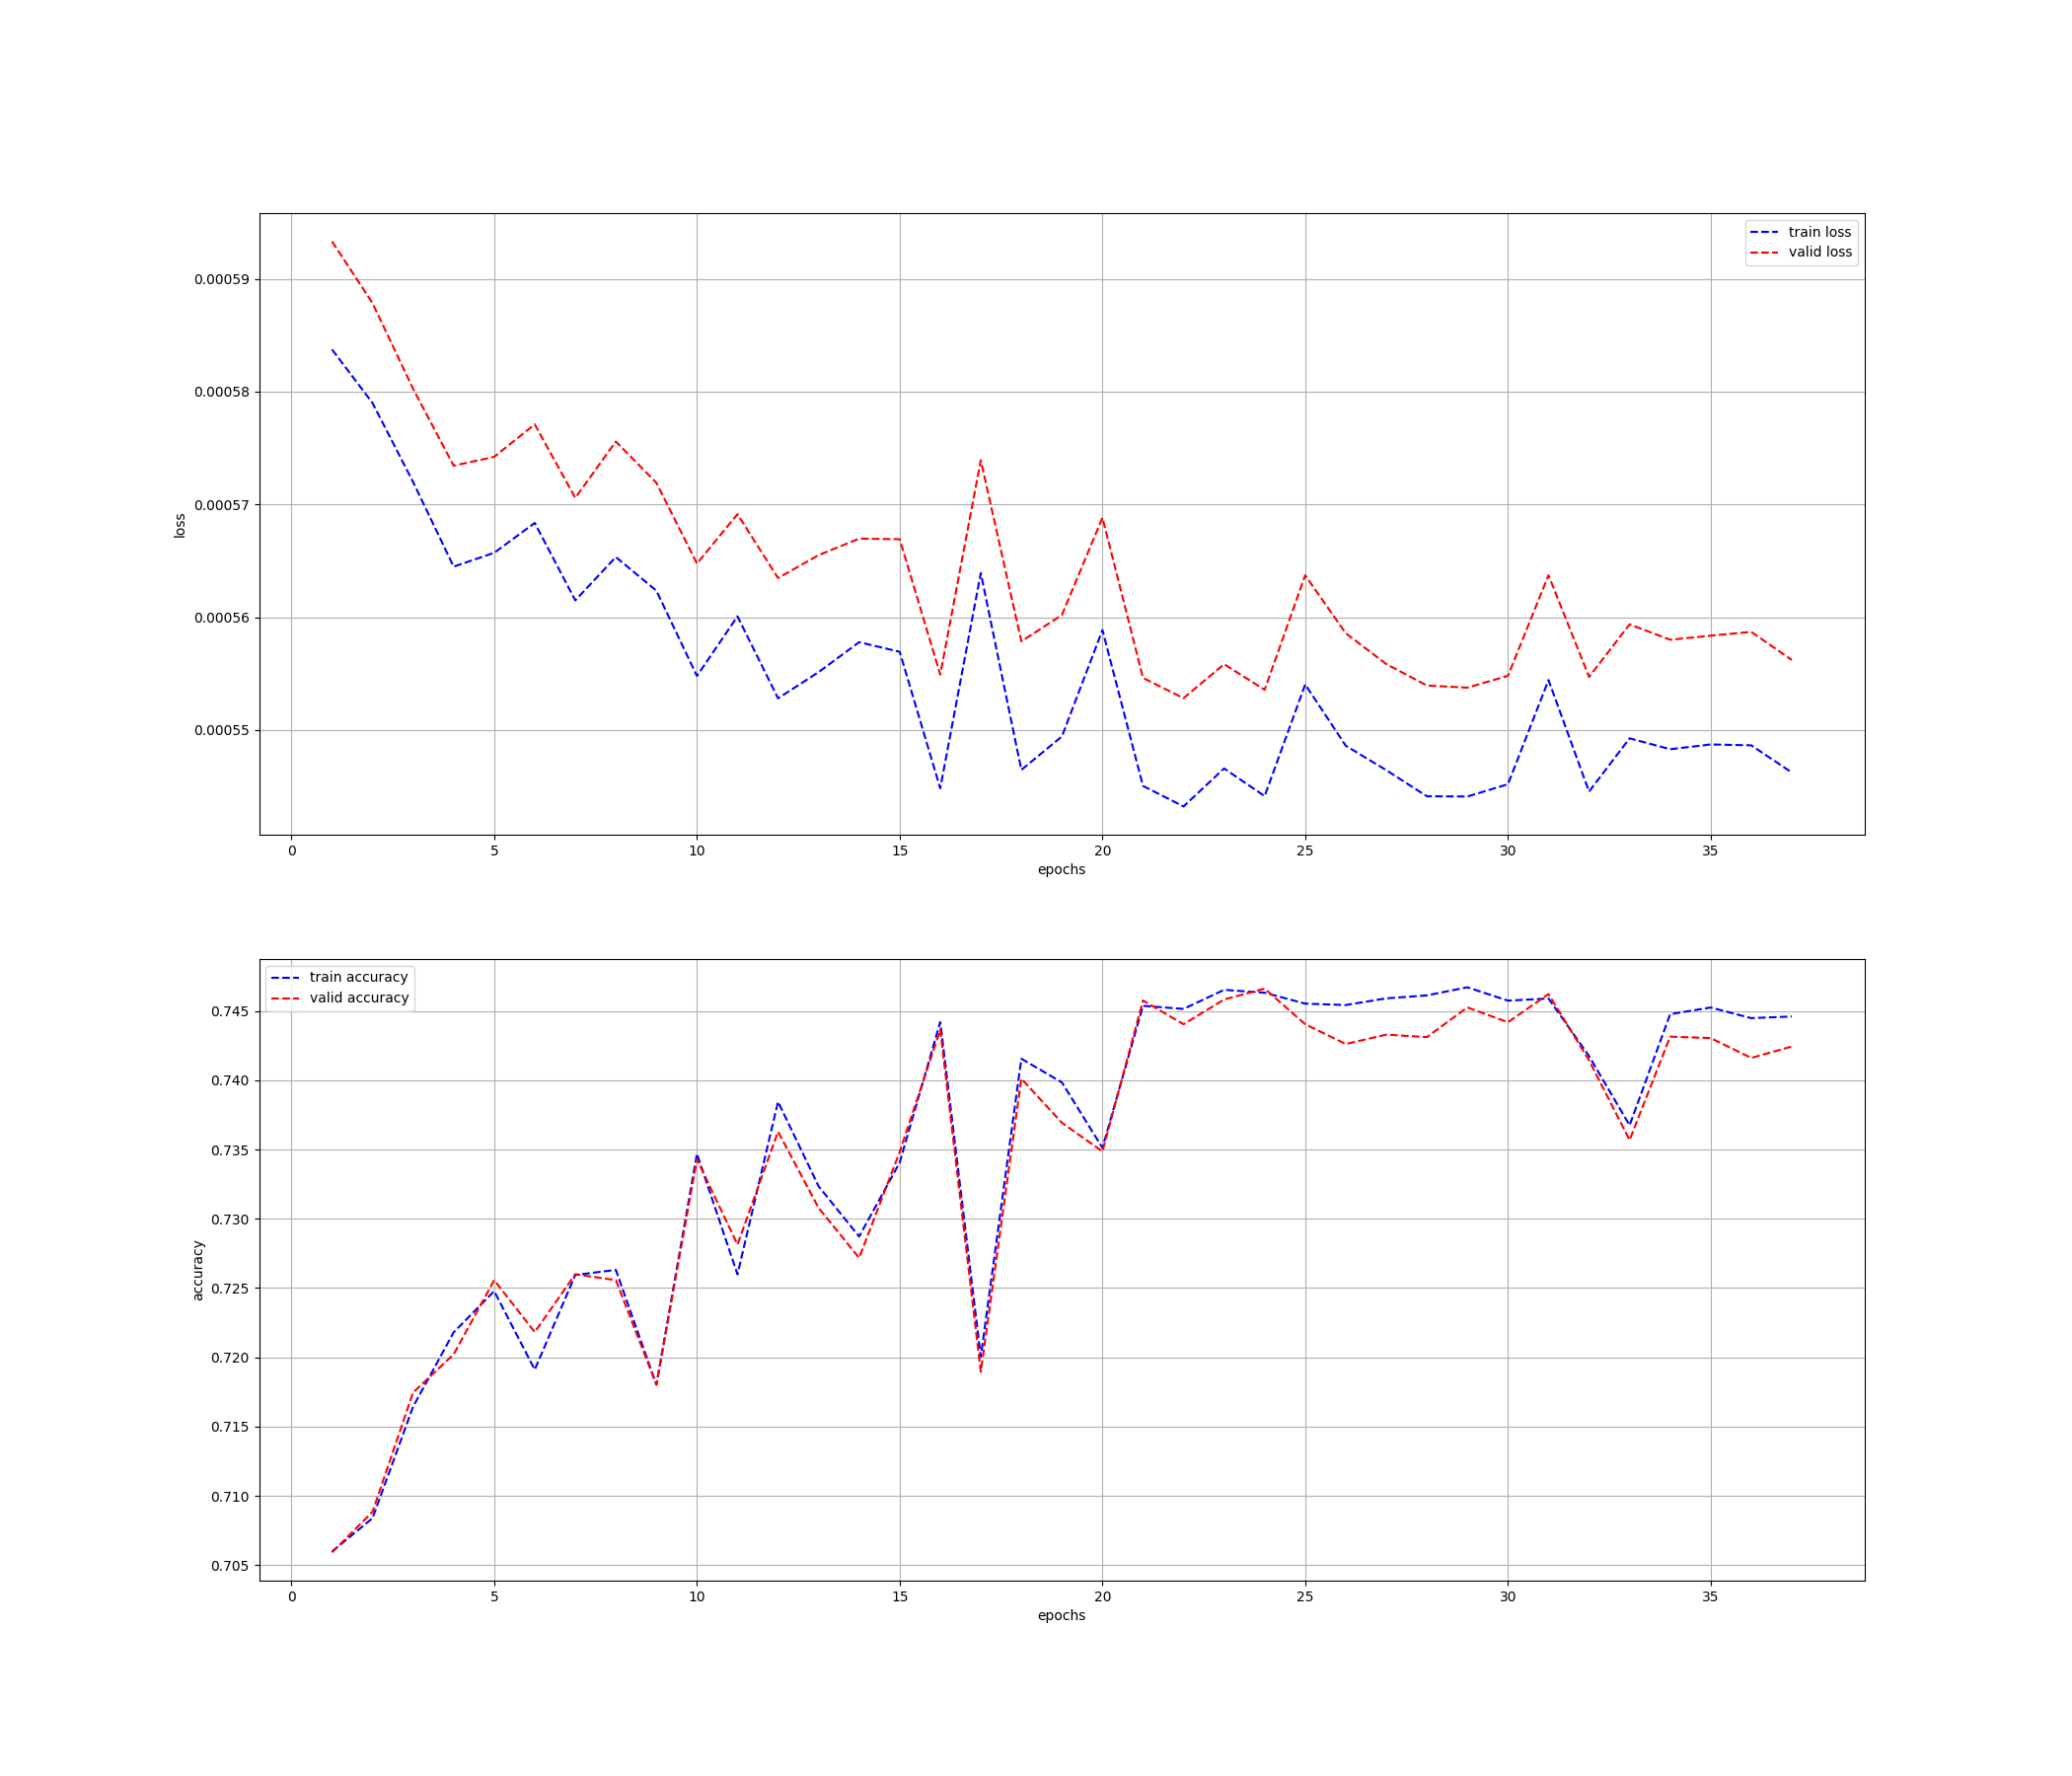 train loss
valid loss
0.00059
0.00058
0.00057
0.00056
0.00055
loss
0 5 10 15 20 25 30 35
epochs
train accuracy
valid accuracy
0.745
0.740
0.735
0.730
0.725
0.720
0.715
0.710
0.705
accuracy
0 5 10 15 20 25 30 35
epochs